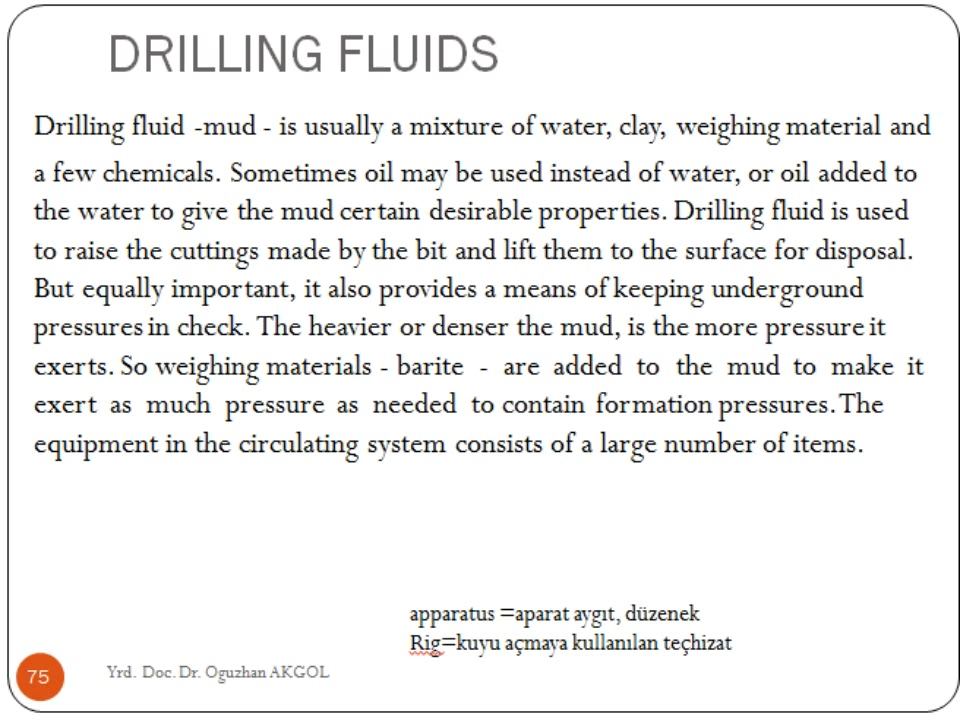 DRILLING FLUIDS
Drilling fluid -mud - is usually a mixture of water, clay, weighing material and
a few chemicals. Sometimes oil may be used instead of water, or oil added to
the water to give the mud certain desirable properties. Drilling fluid is used
to raise the cuttings made by the bit and lift them to the surface for disposal.
But equally important, it also provides a means of keeping underground
pressures in check. The heavier or denser the mud, is the more pressure it
exerts. So weighing materials - barite - are added to the mud to make it
exert as much pressure as needed to contain formation pressures. The
equipment in the circulating system consists of a large number of items.
apparatus =aparat aygıt, düzenek
Rig=kuyu açmaya kullanılan teçhizat
75
Yrd. Doc. Dr. Oguzhan AKGOL